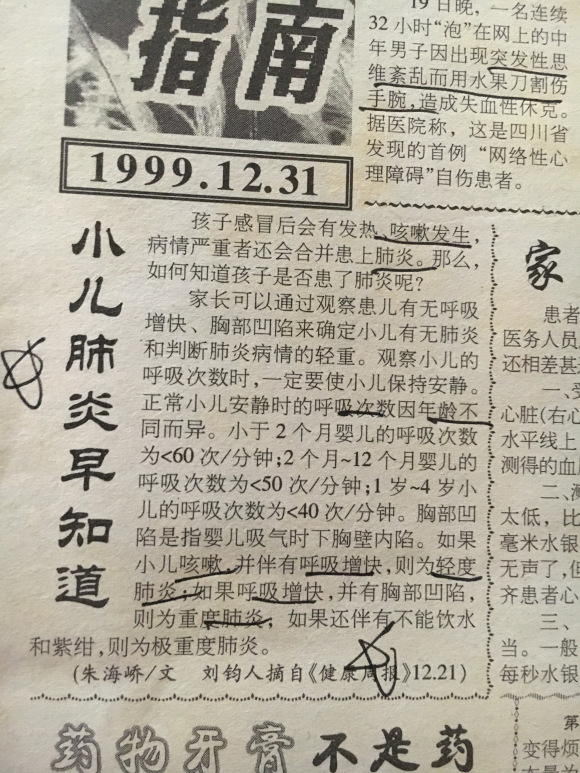 指南
1999.12.31
19日晚，一名连续
32小时“泡”在网上的中
年男子因出现突发性思
维紊乱而用水果刀割伤
手腕，造成失血性休克。
据医院称，这是四川省
发现的首例“网络性心
理障碍”自伤患者。
小儿肺炎早知道
孩子感冒后会有发热、咳嗽发生，
病情严重者还会合并患上肺炎。那么，
如何知道孩子是否患了肺炎呢？
家长可以通过观察患儿有无呼吸
增快、胸部凹陷来确定小儿有无肺炎
和判断肺炎病情的轻重。观察小儿的
呼吸次数时，一定要使小儿保持安静。
正常小儿安静时的呼吸次数因年龄不
同而异。小于2个月婴儿的呼吸次数
为<60次/分钟；2个月~12个月婴儿的
呼吸次数为<50次/分钟；1岁~4岁小
儿的呼吸次数为<40次/分钟。胸部凹
陷是指婴儿吸气时下胸壁内陷。如果
小儿咳嗽，并伴有呼吸增快，则为轻度
肺炎；如果呼吸增快，并有胸部凹陷，
则为重度肺炎；如果还伴有不能饮水
和紫绀，则为极重度肺炎。
(朱海峤/文 刘钧人摘自《健康周报》12.21)
家
患者
医务人员
还相差甚
一、受
心脏(右心
水平线上
测得的血
二、测
太低，比
毫米水银
无声了，但
齐患者心
三、
当。一般
每秒水银
药物牙膏不是药
第
变得烦